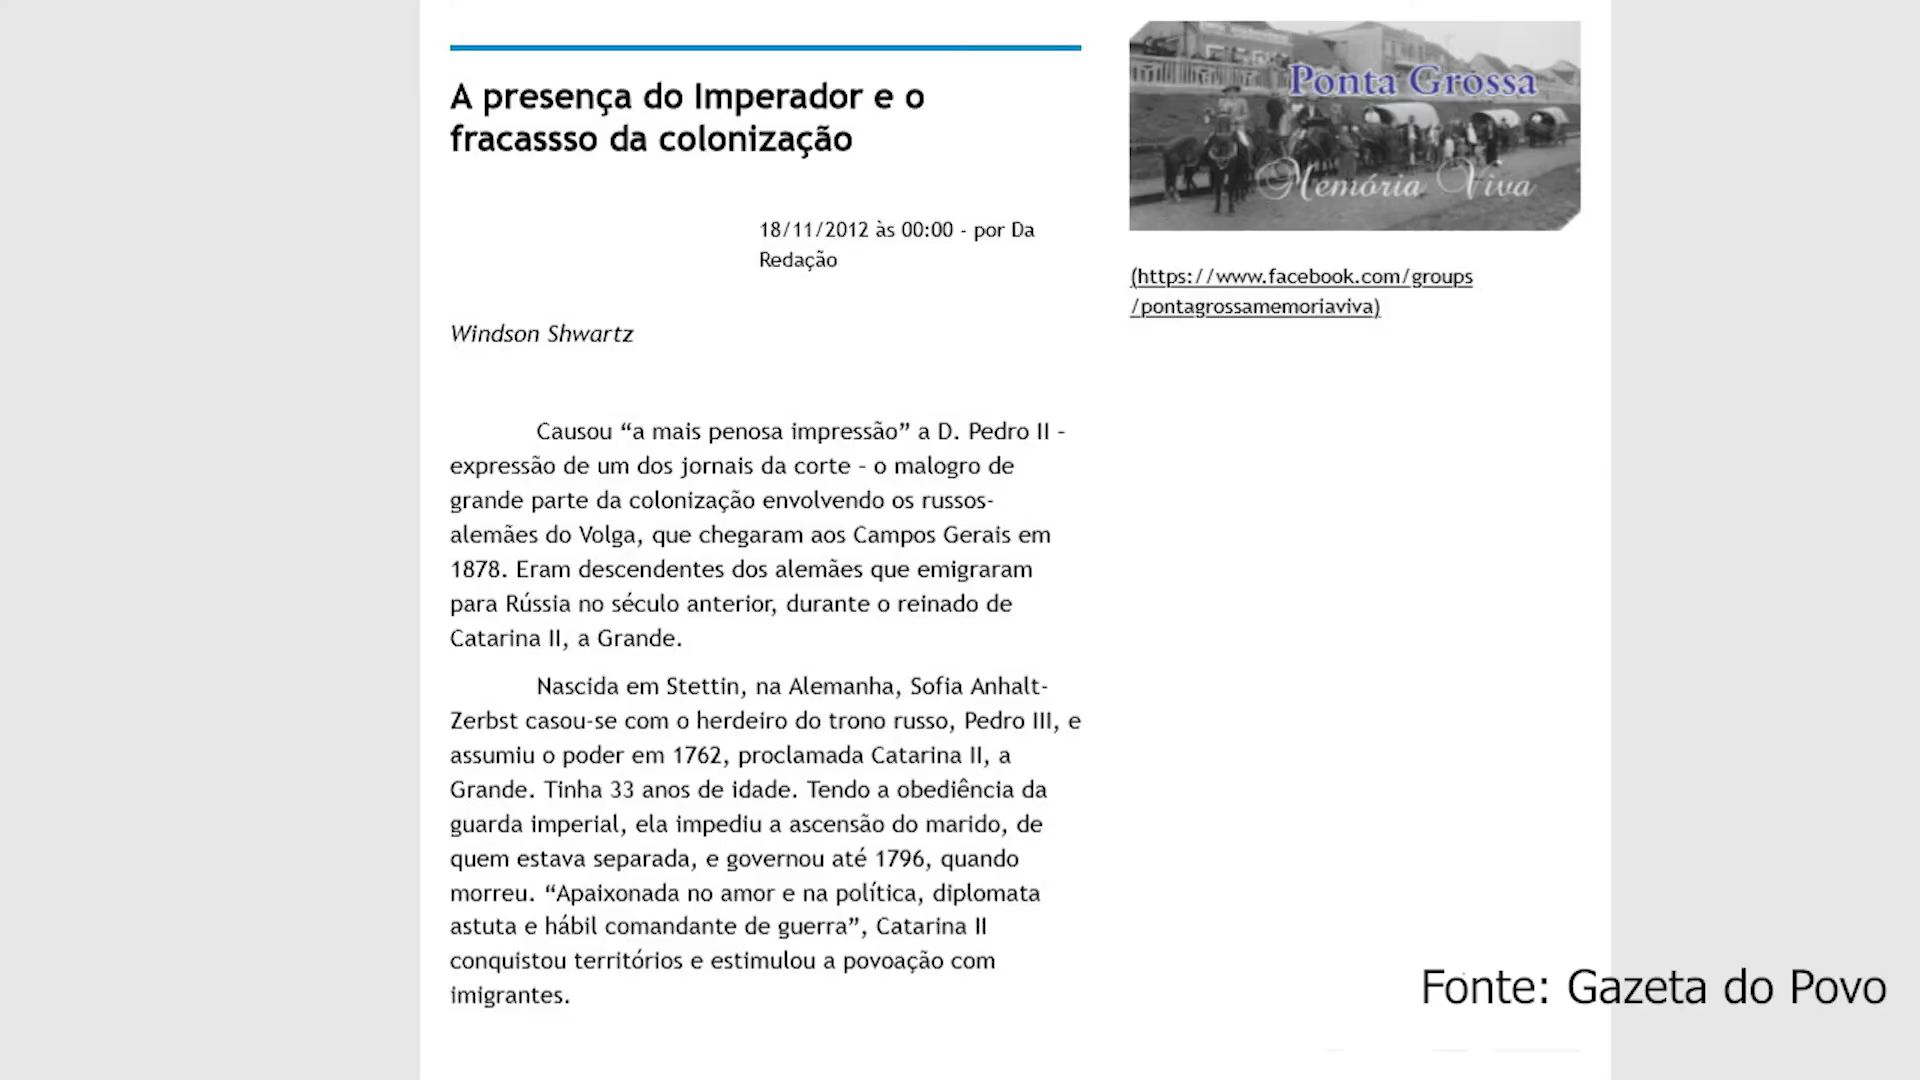 A presença do Imperador e o
fracassso da colonização
18/11/2012 às 00:00 - por Da
Redação
Windson Shwartz
Causou “a mais penosa impressão” a D. Pedro II –
expressão de um dos jornais da corte – o malogro de
grande parte da colonização envolvendo os russos-
alemães do Volga, que chegaram aos Campos Gerais em
1878. Eram descendentes dos alemães que emigraram
para Rússia no século anterior, durante o reinado de
Catarina II, a Grande.
Nascida em Stettin, na Alemanha, Sofia Anhalt-
Zerbst casou-se com o herdeiro do trono russo, Pedro III, e
assumiu o poder em 1762, proclamada Catarina II, a
Grande. Tinha 33 anos de idade. Tendo a obediência da
guarda imperial, ela impediu a ascensão do marido, de
quem estava separada, e governou até 1796, quando
morreu. “Apaixonada no amor e na política, diplomata
astuta e hábil comandante de guerra”, Catarina II
conquistou territórios e estimulou a povoação com
imigrantes.
Ponta Grossa
Memória Viva
(https://www.facebook.com/groups
/pontagrossamemoriaviva)
Fonte: Gazeta do Povo